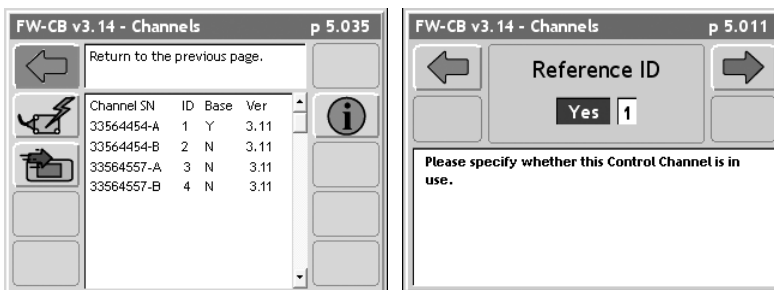 FW-CB v3.14 - Channels p 5.035
Return to the previous page.
Channel SN ID Base Ver
33564454-A 1 Y 3.11
33564454-B 2 N 3.11
33564557-A 3 N 3.11
33564557-B 4 N 3.11
FW-CB v3.14 - Channels p 5.011
Reference ID
Yes 1
Please specify whether this Control Channel is in
use.